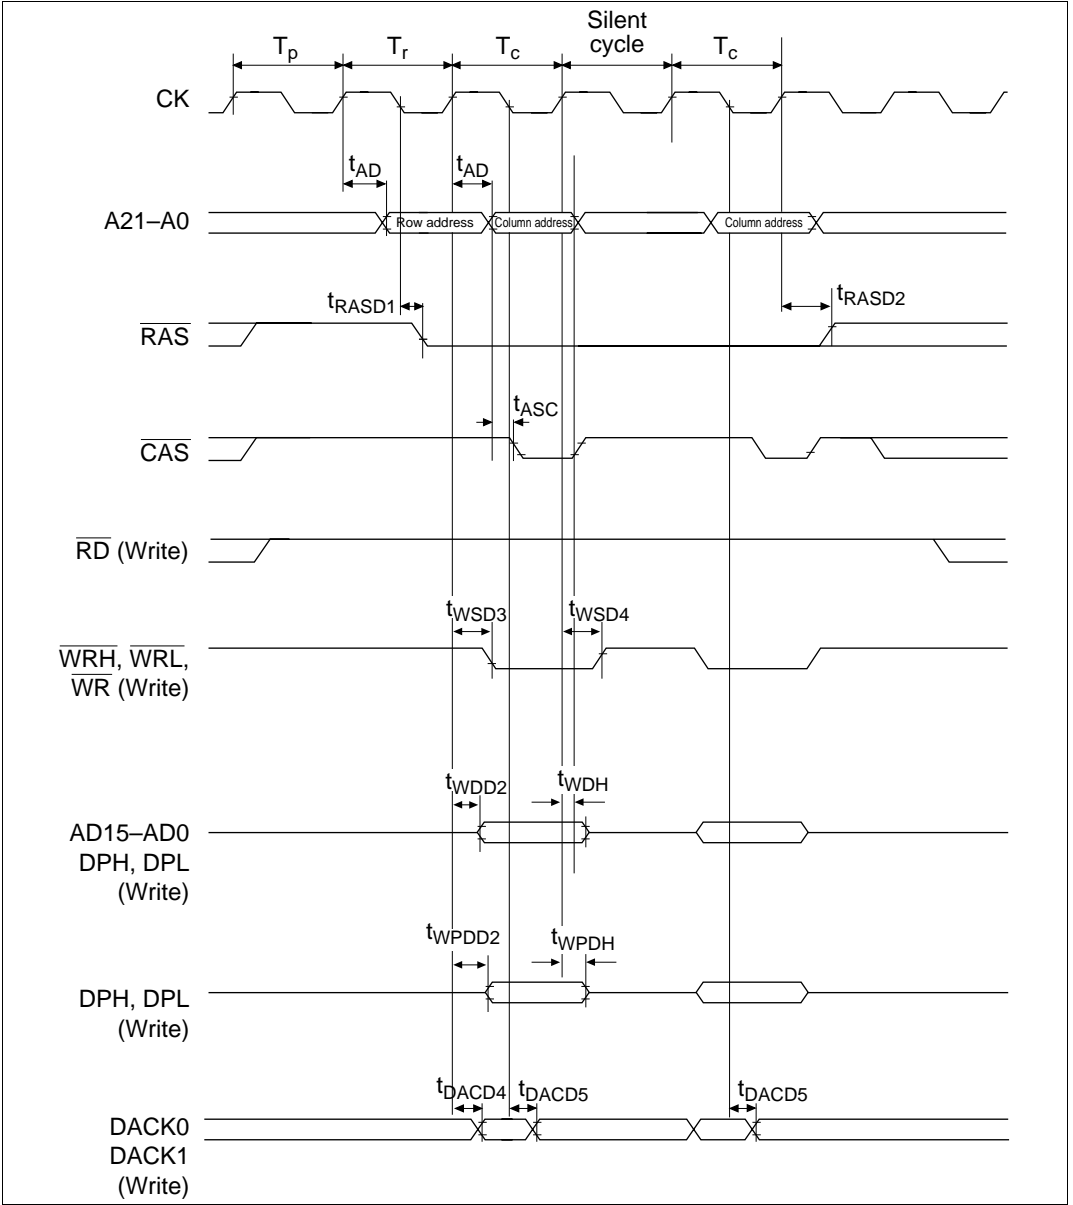 Silent
cycle
Tp
Tr
Tc
Tc
CK
tAD
tAD
A21–A0
Row address
Column address
Column address
tRASD1
tRASD2
RAS
tASC
CAS
RD (Write)
tWSD3
tWSD4
WRH, WRL,
WR (Write)
tWDD2
tWDH
AD15–AD0
DPH, DPL
(Write)
tWPDD2
tWPDH
DPH, DPL
(Write)
tDACD4
tDACD5
tDACD5
DACK0
DACK1
(Write)